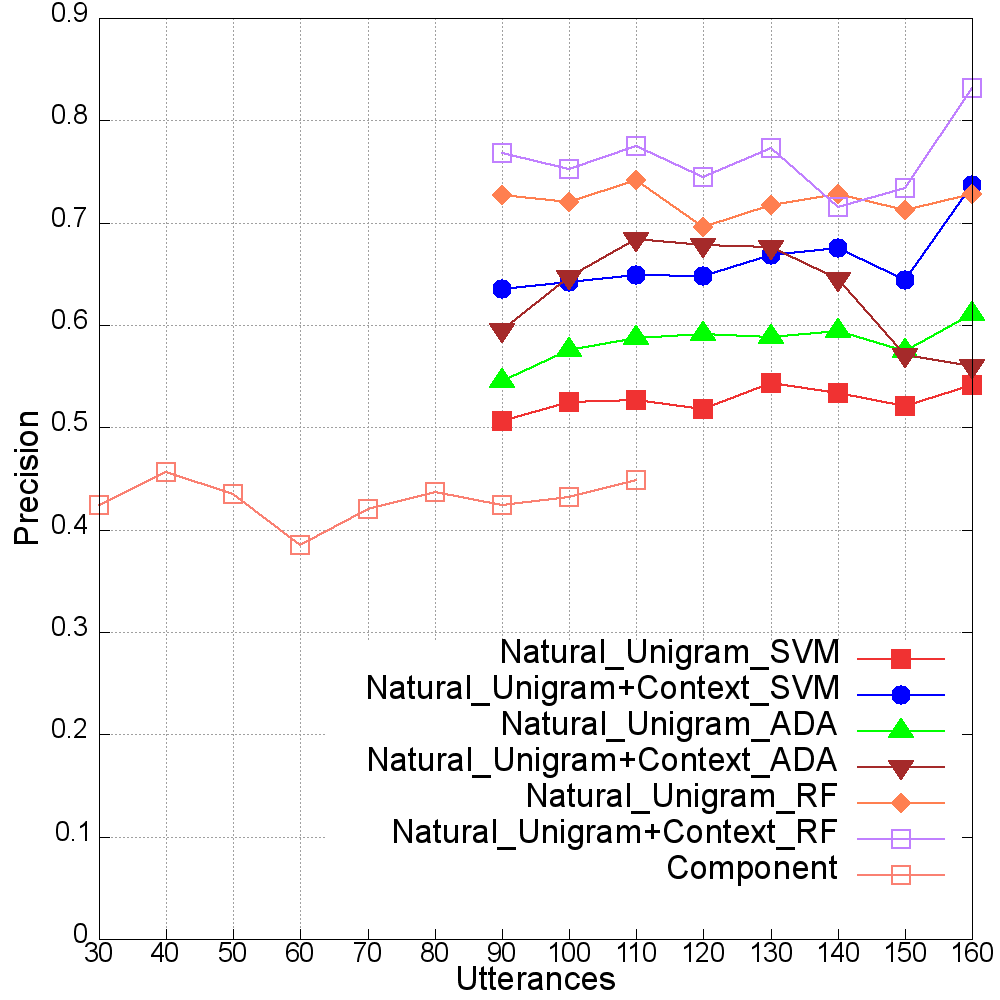 0.9
0.8
0.7
0.6
0.5
0.4
0.3
0.2
0.1
0
Precision
Natural_Unigram_SVM
Natural_Unigram+Context_SVM
Natural_Unigram_ADA
Natural_Unigram+Context_ADA
Natural_Unigram_RF
Natural_Unigram+Context_RF
Component
30 40 50 60 70 80 90 100 110 120 130 140 150 160
Utterances